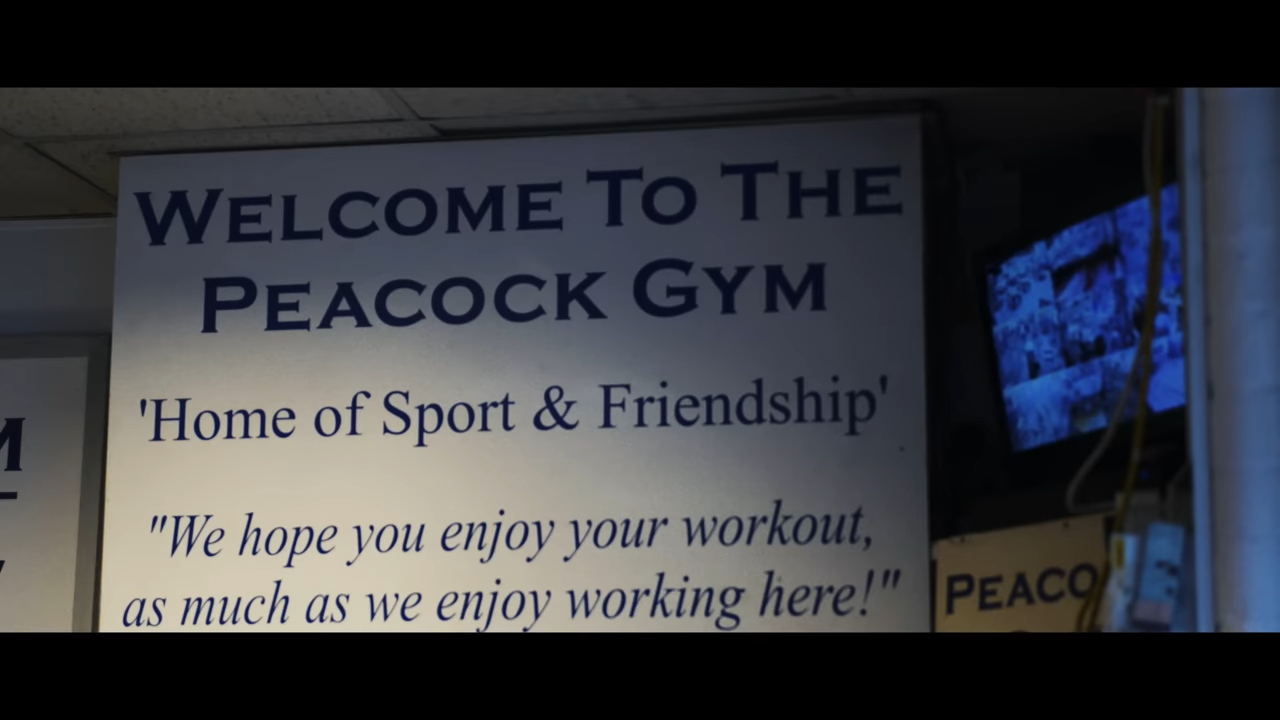 WELCOME TO THE
PEACOCK GYM
'Home of Sport & Friendship'
"We hope you enjoy your workout,
as much as we enjoy working here!"
M
PEACO